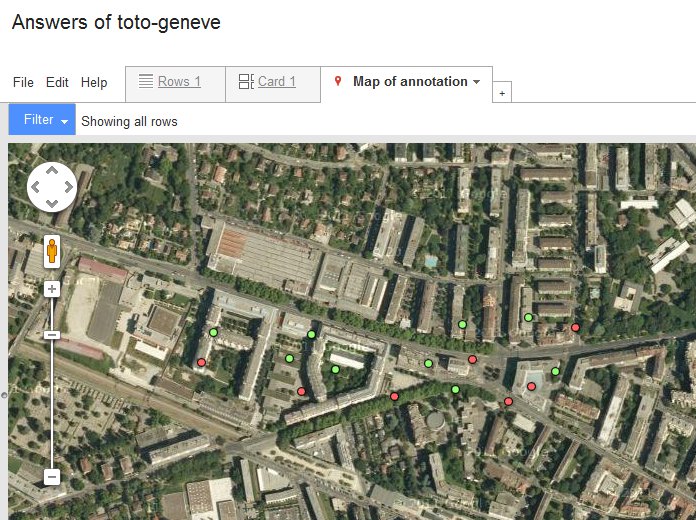 Answers of toto-geneve
File Edit Help
Rows 1
Card 1
Map of annotation
+
Filter
Showing all rows